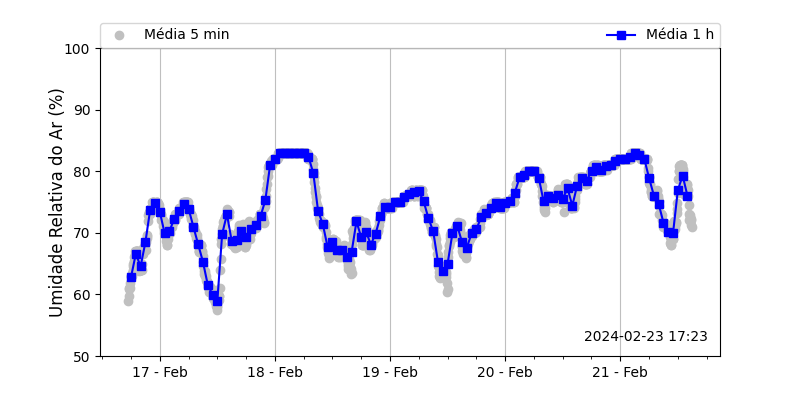 Média 5 min
Média 1 h
100
90
80
70
60
50
Umidade Relativa do Ar (%)
2024-02-23 17:23
17 - Feb
18 - Feb
19 - Feb
20 - Feb
21 - Feb